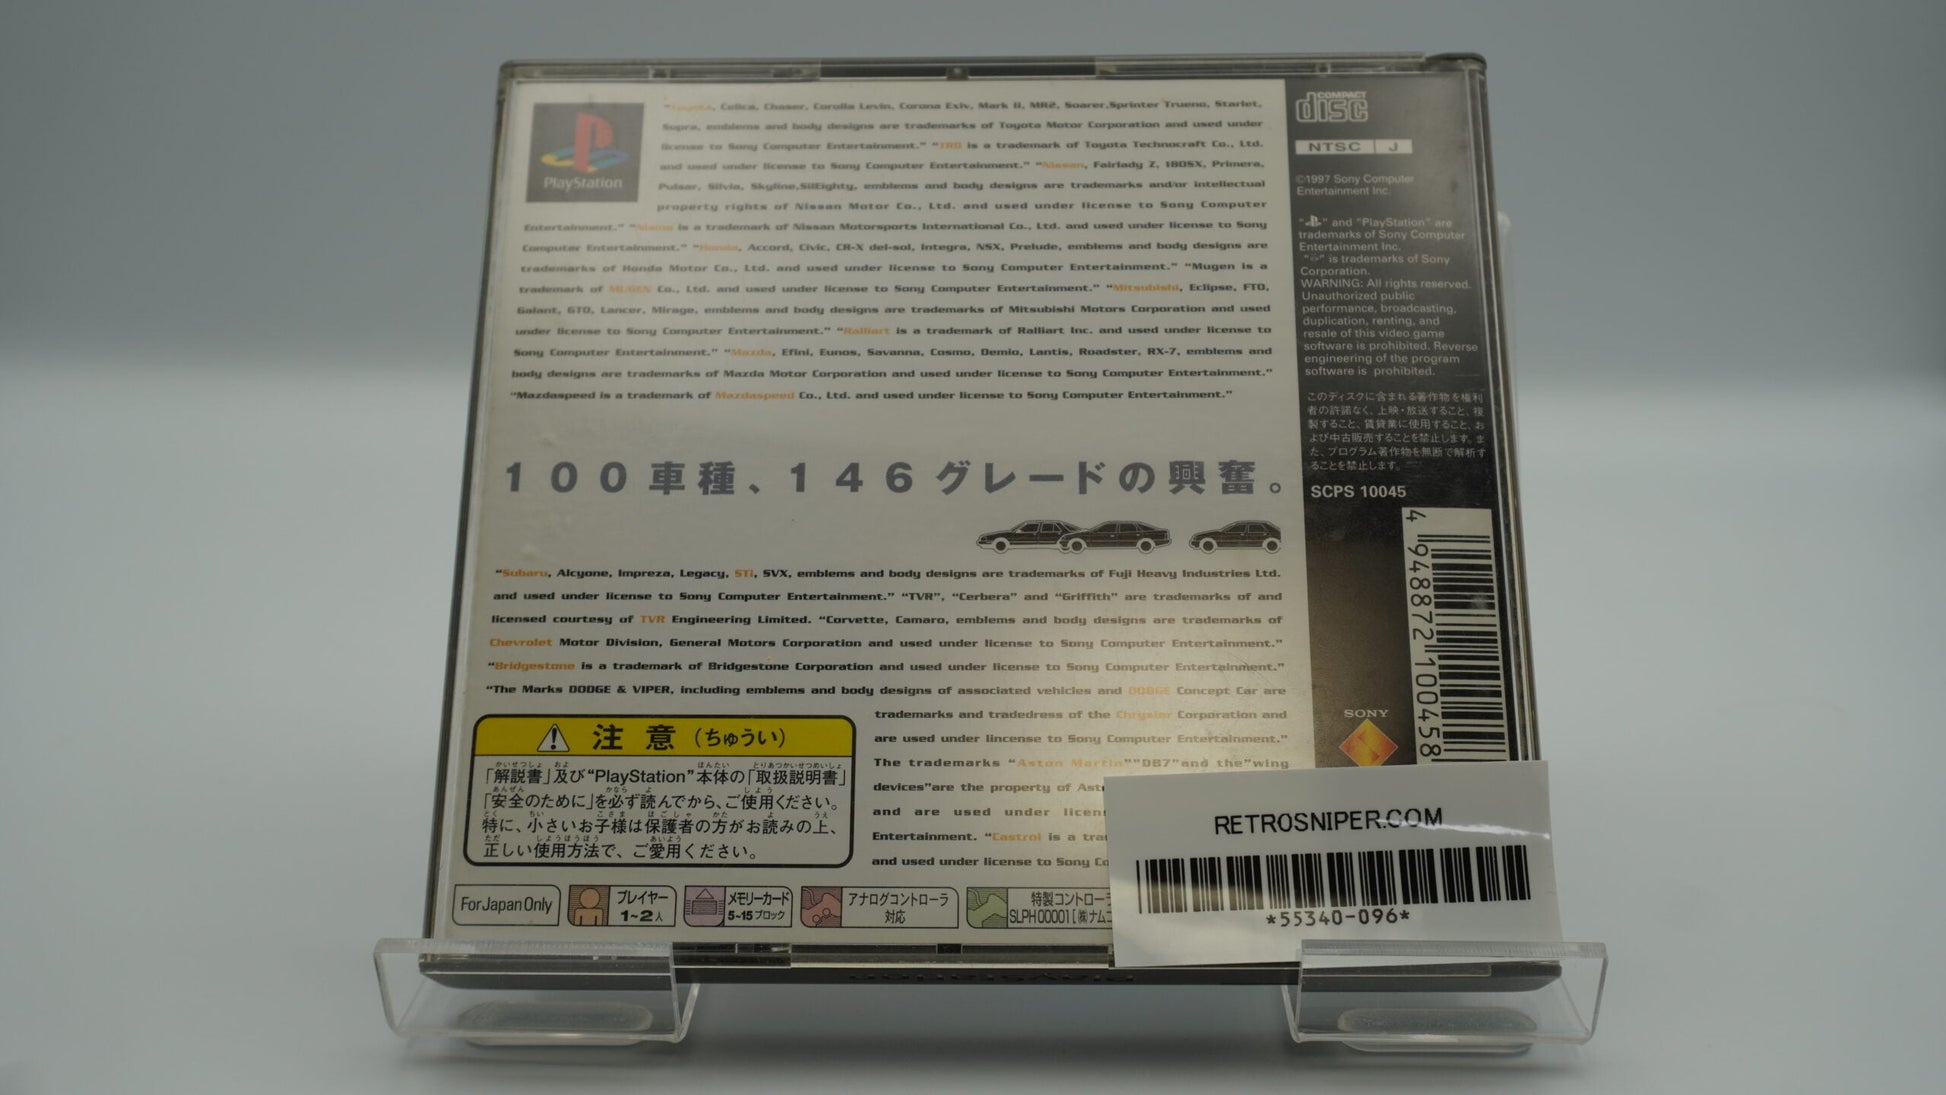 PlayStation
"Toyota, Celica, Chaser, Corolla Levin, Corona Exiv, Mark II, MR2, Soarer,Sprinter Trueno, Starlet,
Supra, emblems and body designs are trademarks of Toyota Motor Corporation and used under
license to Sony Computer Entertainment." "TRD is a trademark of Toyota Technocraft Co., Ltd.
and used under license to Sony Computer Entertainment." "Nissan, Fairlady Z, 180SX, Primera,
Pulsar, Silvia, Skyline,SilEighty, emblems and body designs are trademarks and/or intellectual
property rights of Nissan Motor Co., Ltd. and used under license to Sony Computer
Entertainment." "Nismo is a trademark of Nissan Motorsports International Co., Ltd. and used under license to Sony
Computer Entertainment." "Honda, Accord, Civic, CR-X del-sol, Integra, NSX, Prelude, emblems and body designs are
trademarks of Honda Motor Co., Ltd. and used under license to Sony Computer Entertainment." "Mugen is a
trademark of MUGEN Co., Ltd. and used under license to Sony Computer Entertainment." "Mitsubishi, Eclipse, FTO,
Galant, GTO, Lancer, Mirage, emblems and body designs are trademarks of Mitsubishi Motors Corporation and used
under license to Sony Computer Entertainment." "Ralliart is a trademark of Ralliart Inc. and used under license to
Sony Computer Entertainment." "Mazda, Efini, Eunos, Savanna, Cosmo, Demio, Lantis, Roadster, RX-7, emblems and
body designs are trademarks of Mazda Motor Corporation and used under license to Sony Computer Entertainment."
"Mazdaspeed is a trademark of Mazdaspeed Co., Ltd. and used under license to Sony Computer Entertainment."
100車種、146グレードの興奮。
"Subaru, Alcyone, Impreza, Legacy, STi, SVX, emblems and body designs are trademarks of Fuji Heavy Industries Ltd.
and used under license to Sony Computer Entertainment." "TVR", "Cerbera" and "Griffith" are trademarks of and
licensed courtesy of TVR Engineering Limited. "Corvette, Camaro, emblems and body designs are trademarks of
Chevrolet Motor Division, General Motors Corporation and used under license to Sony Computer Entertainment."
"Bridgestone is a trademark of Bridgestone Corporation and used under license to Sony Computer Entertainment."
"The Marks DODGE & VIPER, including emblems and body designs of associated vehicles and DODGE Concept Car are
trademarks and tradedress of the Chrysler Corporation and
are used under lincense to Sony Computer Entertainment."
The trademarks "Aston Martin""DB7"and the"wing
devices"are the property of Ast
and are used under licen
Entertainment. "Castrol is a tra
and used under license to Sony Co
注意(ちゅうい)
「解説書」及び"PlayStation"本体の「取扱説明書」
「安全のために」を必ず読んでから、ご使用ください。
特に、小さいお子様は保護者の方がお読みの上、
正しい使用方法で、ご愛用ください。
For Japan Only
プレイヤー
1~2人
メモリーカード
5~15ブロック
アナログコントローラ
対応
特製コントローラ
SLPH 00001[㈱ナムコ
COMPACT
disc
NTSC J
©1997 Sony Computer
Entertainment Inc.
" " and "PlayStation" are
trademarks of Sony Computer
Entertainment Inc.
" " is trademarks of Sony
Corporation.
WARNING: All rights reserved.
Unauthorized public
performance, broadcasting,
duplication, renting, and
resale of this video game
software is prohibited. Reverse
engineering of the program
software is prohibited.
このディスクに含まれる著作物を権利
者の許諾なく、上映・放送すること、複
製すること、賃貸業に使用すること、お
よび中古販売することを禁止します。ま
た、プログラム著作物を無断で解析す
ることを禁止します。
SCPS 10045
4 948872 100458
SONY
RETROSNIPER.COM
*55340-096*